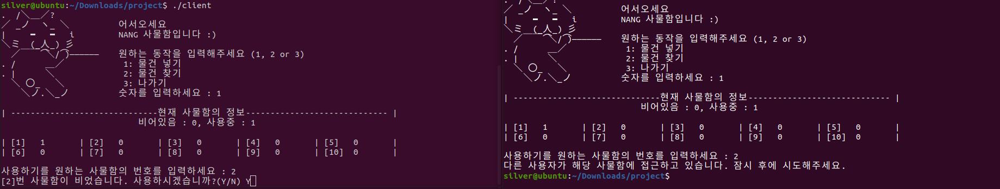 silver@ubuntu:~/Downloads/project$ ./client
어서오세요
NANG 사물함입니다 :)
원하는 동작을 입력해주세요 (1, 2 or 3)
1: 물건 넣기
2: 물건 찾기
3: 나가기
숫자를 입력하세요 : 1
| ------------------------------현재 사물함의 정보----------------------------- |
비어있음 : 0, 사용중 : 1
| [1] 1 | [2] 0 | [3] 0 | [4] 0 | [5] 0 |
| [6] 0 | [7] 0 | [8] 0 | [9] 0 | [10] 0 |
사용하기를 원하는 사물함의 번호를 입력하세요 : 2
[2]번 사물함이 비었습니다. 사용하시겠습니까?(Y/N) Y
어서오세요
NANG 사물함입니다 :)
원하는 동작을 입력해주세요 (1, 2 or 3)
1: 물건 넣기
2: 물건 찾기
3: 나가기
숫자를 입력하세요 : 1
| ------------------------------현재 사물함의 정보----------------------------- |
비어있음 : 0, 사용중 : 1
| [1] 1 | [2] 0 | [3] 0 | [4] 0 | [5] 0 |
| [6] 0 | [7] 0 | [8] 0 | [9] 0 | [10] 0 |
사용하기를 원하는 사물함의 번호를 입력하세요 : 2
다른 사용자가 해당 사물함에 접근하고 있습니다. 잠시 후에 시도해주세요.
silver@ubuntu:~/Downloads/project$